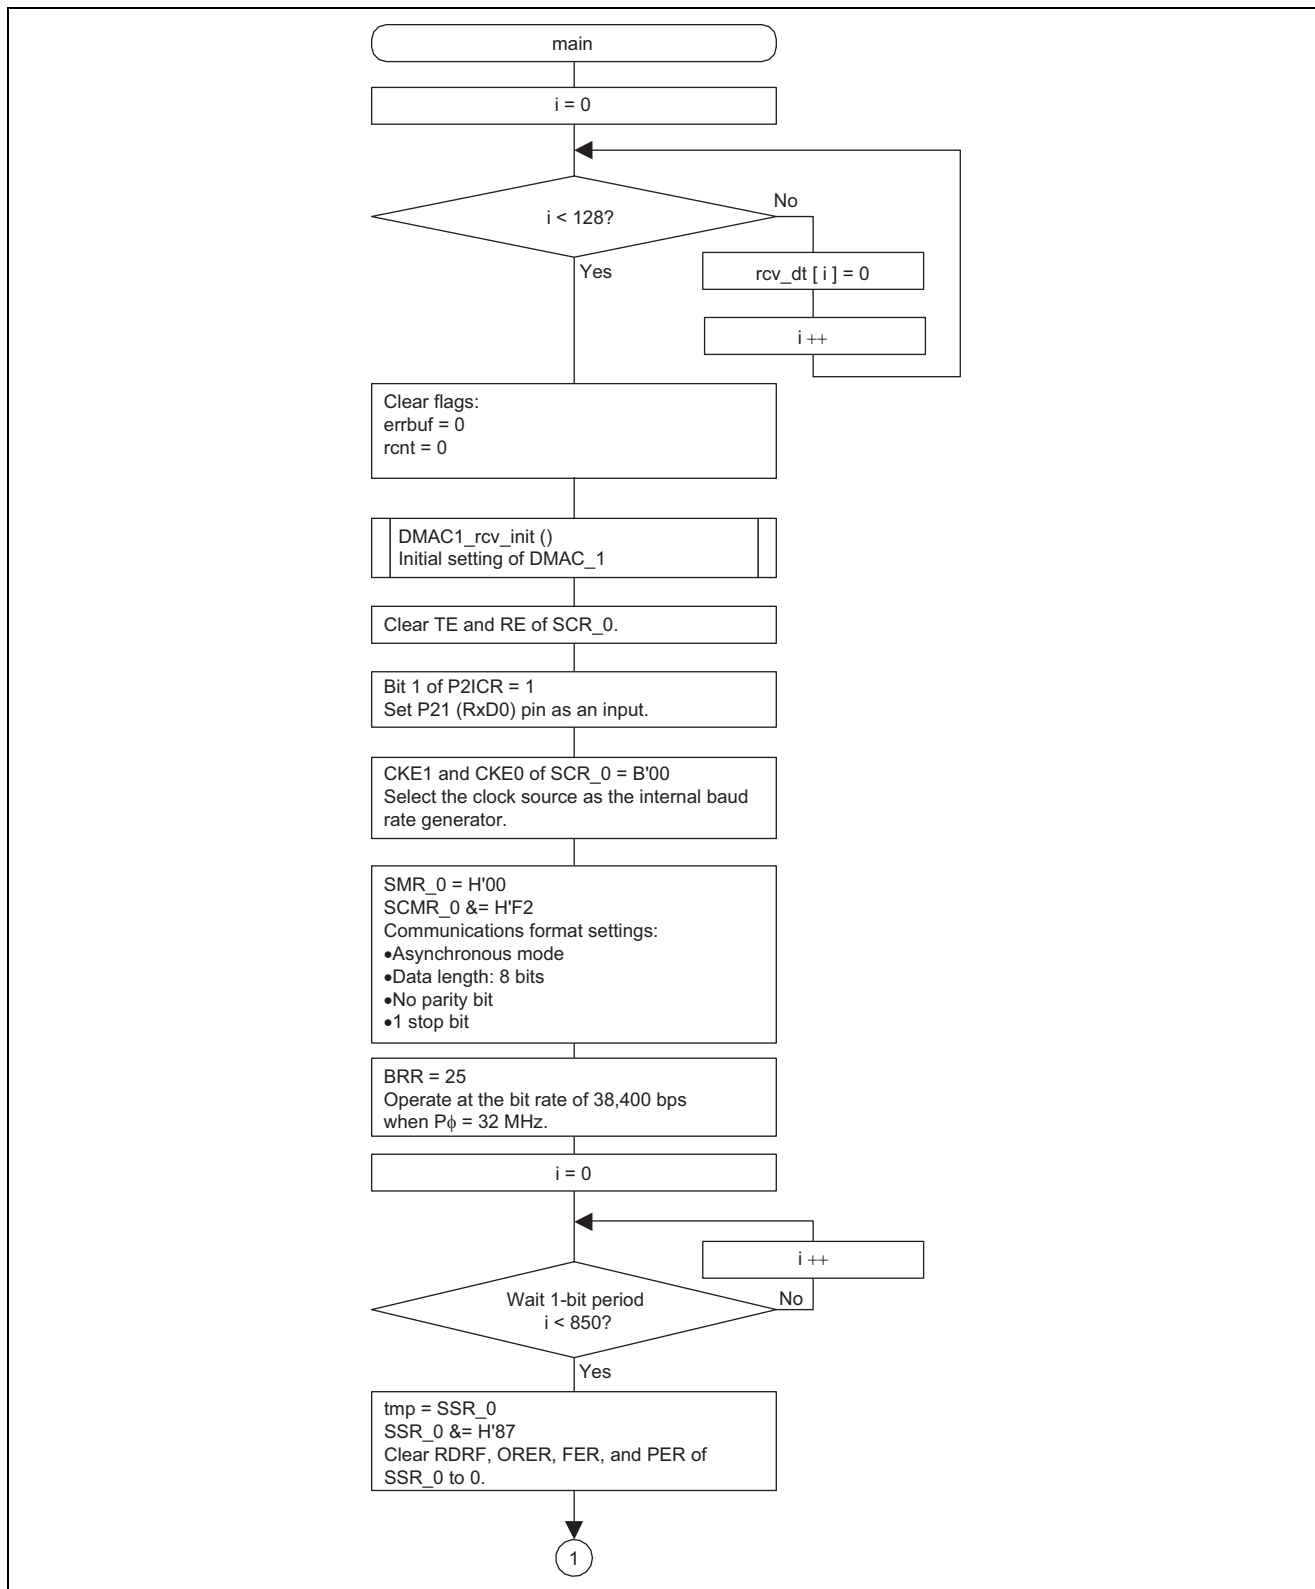 main
i = 0
i < 128?
No
Yes
rcv_dt [ i ] = 0
i ++
Clear flags:
errbuf = 0
rcnt = 0
DMAC1_rcv_init ()
Initial setting of DMAC_1
Clear TE and RE of SCR_0.
Bit 1 of P2ICR = 1
Set P21 (RxD0) pin as an input.
CKE1 and CKE0 of SCR_0 = B'00
Select the clock source as the internal baud
rate generator.
SMR_0 = H'00
SCMR_0 &= H'F2
Communications format settings:
•Asynchronous mode
•Data length: 8 bits
•No parity bit
•1 stop bit
BRR = 25
Operate at the bit rate of 38,400 bps
when Pϕ = 32 MHz.
i = 0
i ++
Wait 1-bit period
i < 850?
No
Yes
tmp = SSR_0
SSR_0 &= H'87
Clear RDRF, ORER, FER, and PER of
SSR_0 to 0.
1